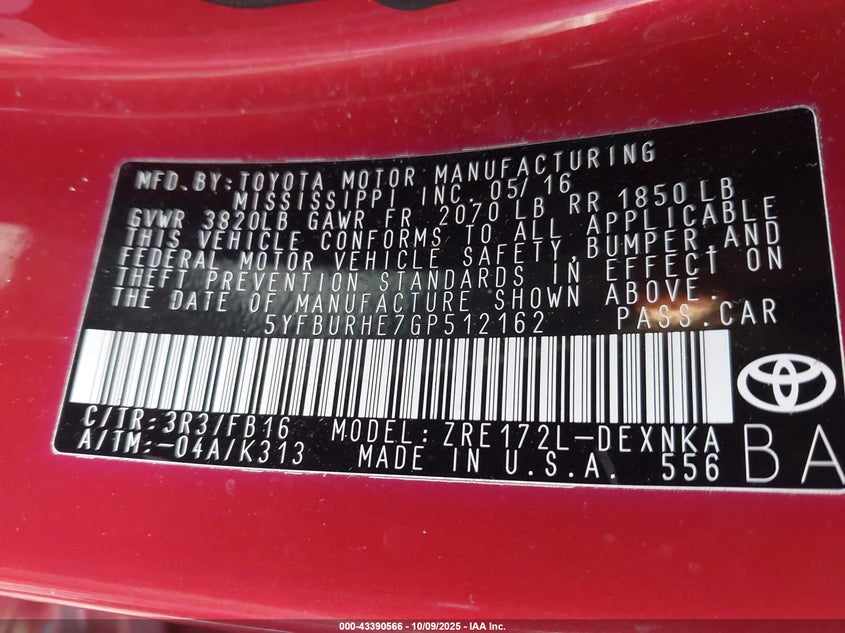 MFD. BY: TOYOTA MOTOR MANUFACTURING
MISSISSIPPI INC. 05/16
GVWR 3820LB GAWR FR 2070 LB RR 1850 LB
THIS VEHICLE CONFORMS TO ALL APPLICABLE
FEDERAL MOTOR VEHICLE SAFETY, BUMPER, AND
THEFT PREVENTION STANDARDS IN EFFECT ON
THE DATE OF MANUFACTURE SHOWN ABOVE.
5YFBURHE7GP512162 PASS. CAR
C/TR: 3R3/FB16 MODEL: ZRE172L-DEXNKA
A/TM: -04A/K313 MADE IN U.S.A. 556
BA
000-43390566 - 10/09/2025 - IAA Inc.